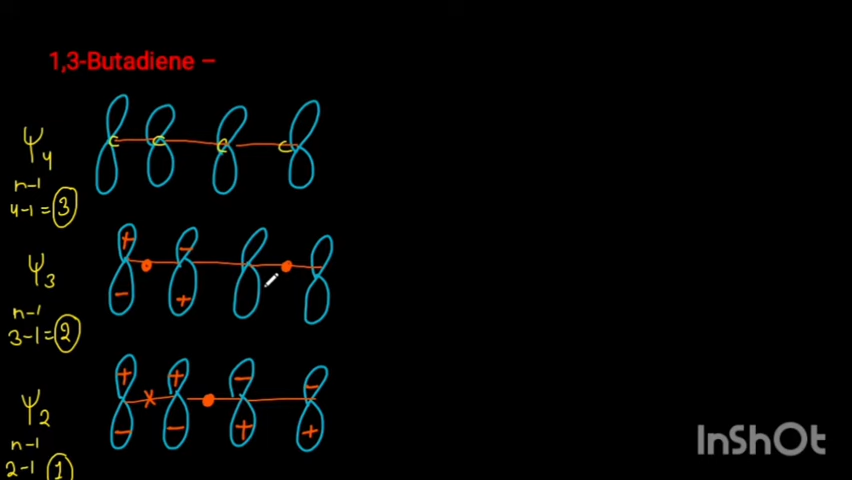 1,3-Butadiene –
C C C C
ψ4
n-1
4-1=3
+ -
ψ3
- +
n-1
3-1=2
+ x + - -
ψ2
- - + +
n-1
2-1 1
InShOt